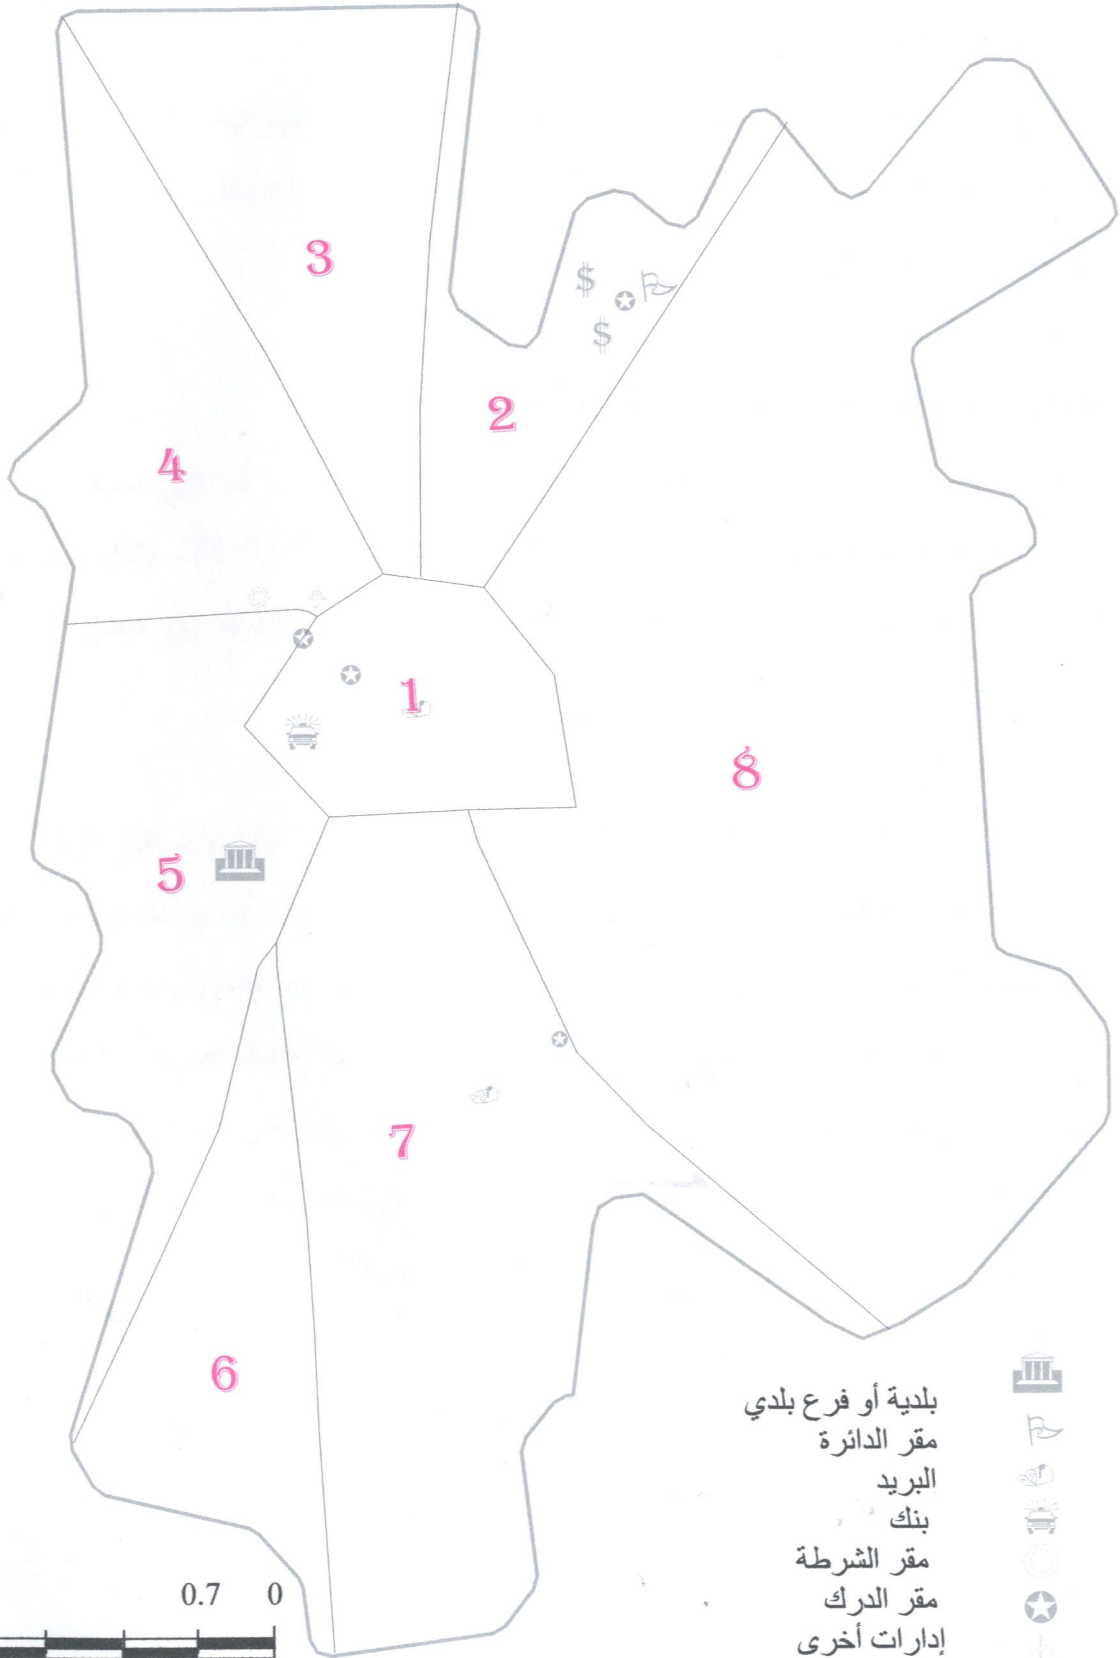 3
$
$
2
4
1
8
5
7
6
بلدية أو فرع بلدي
مقر الدائرة
البريد
بنك
مقر الشرطة
مقر الدرك
إدارات أخرى
0.7 0